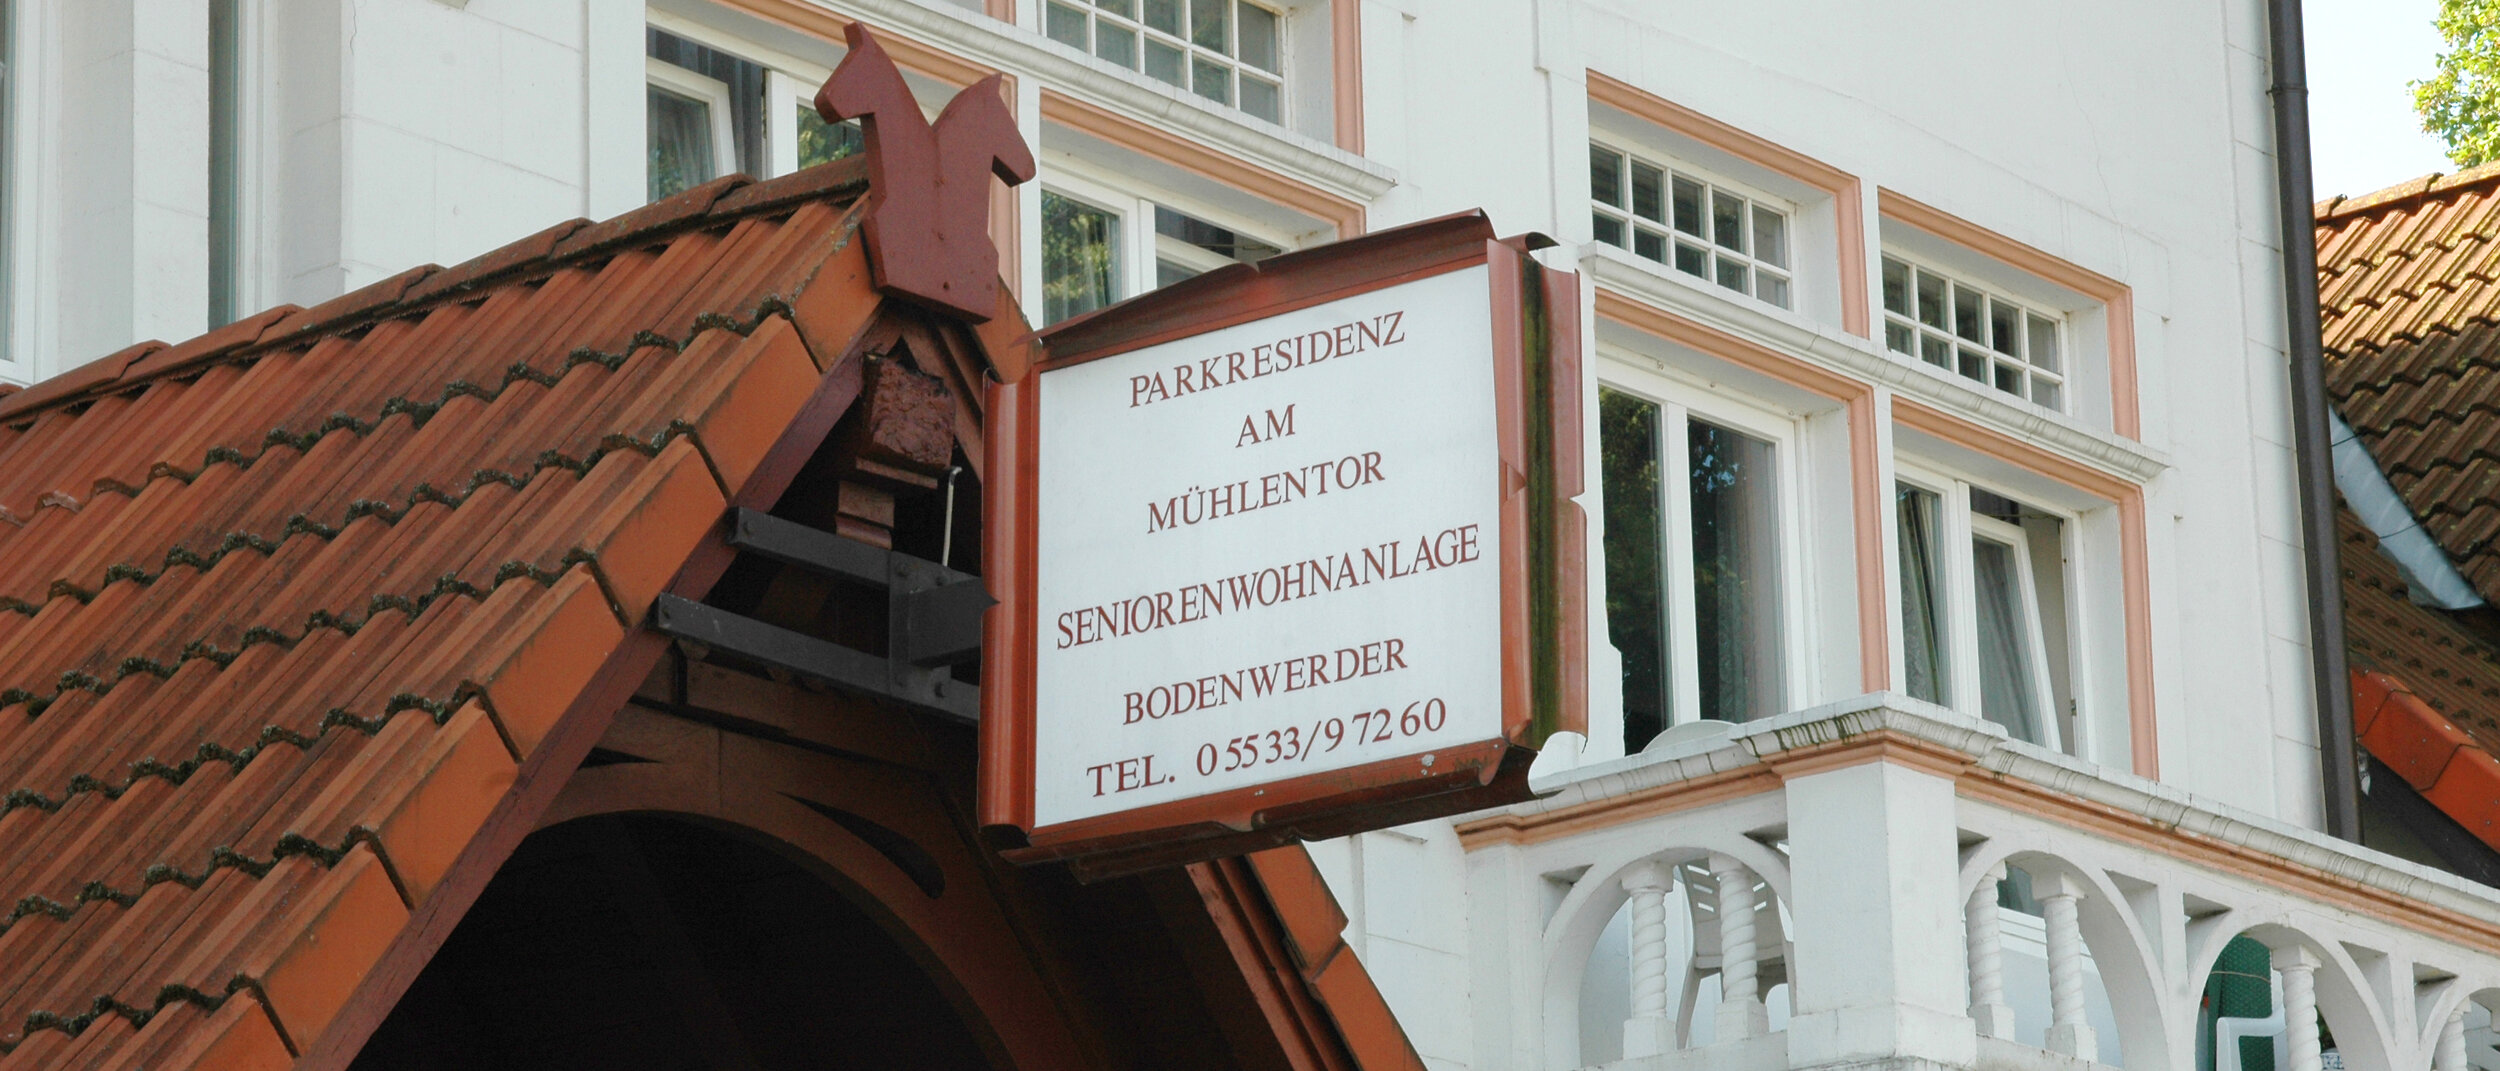 PARKRESIDENZ
AM
MÜHLENTOR
SENIORENWOHNANLAGE
BODENWERDER
TEL. 05533/97260